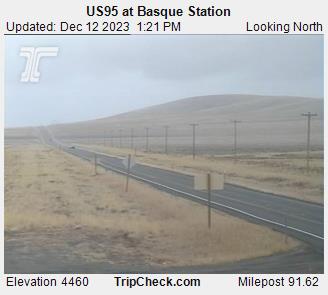 US95 at Basque Station
Updated: Dec 12 2023 1:21 PM Looking North
Elevation 4460 TripCheck.com Milepost 91.62